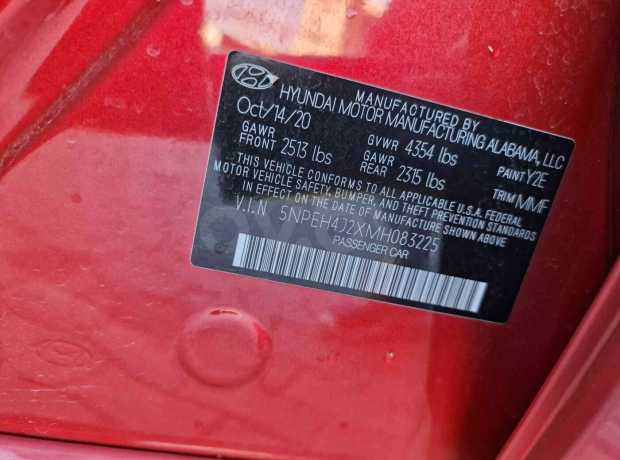 MANUFACTURED BY
HYUNDAI MOTOR MANUFACTURING ALABAMA, LLC
Oct/14/20 GVWR 4354 lbs PAINT Y2E
GAWR FRONT 2513 lbs GAWR REAR 2315 lbs TRIM MMF
THIS VEHICLE CONFORMS TO ALL APPLICABLE U.S.A. FEDERAL
MOTOR VEHICLE SAFETY, BUMPER, AND THEFT PREVENTION STANDARDS
IN EFFECT ON THE DATE OF MANUFACTURE SHOWN ABOVE
V.I.N 5NPEH4J2XMH083225
PASSENGER CAR